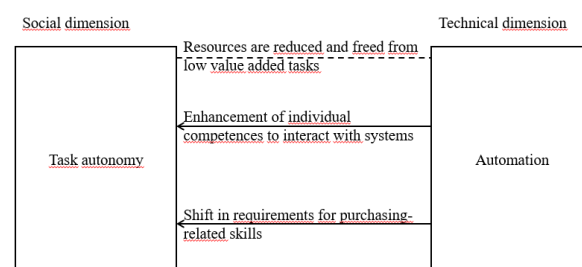 Social dimension
Technical dimension
Resources are reduced and freed from
low value added tasks
Enhancement of individual
competences to interact with systems
Task autonomy
Automation
Shift in requirements for purchasing-
related skills